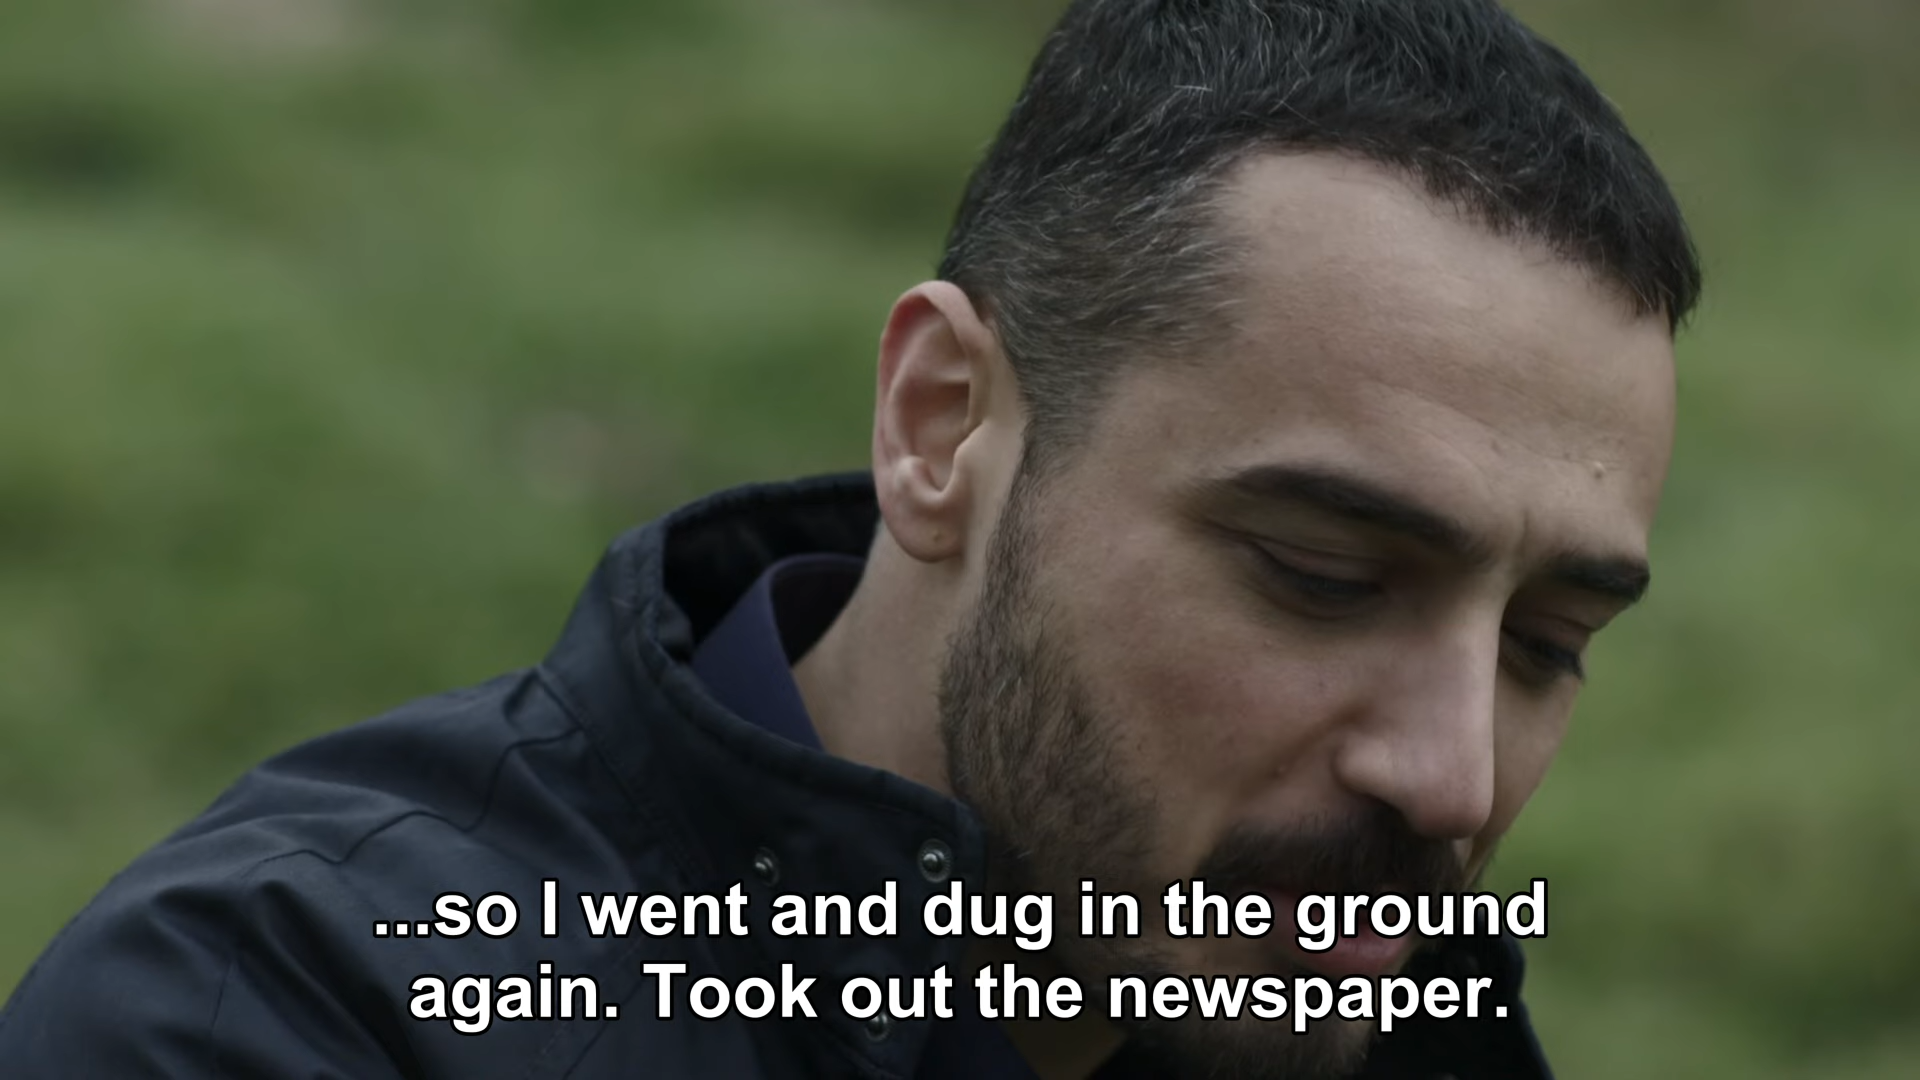 ...so I went and dug in the ground
again. Took out the newspaper.